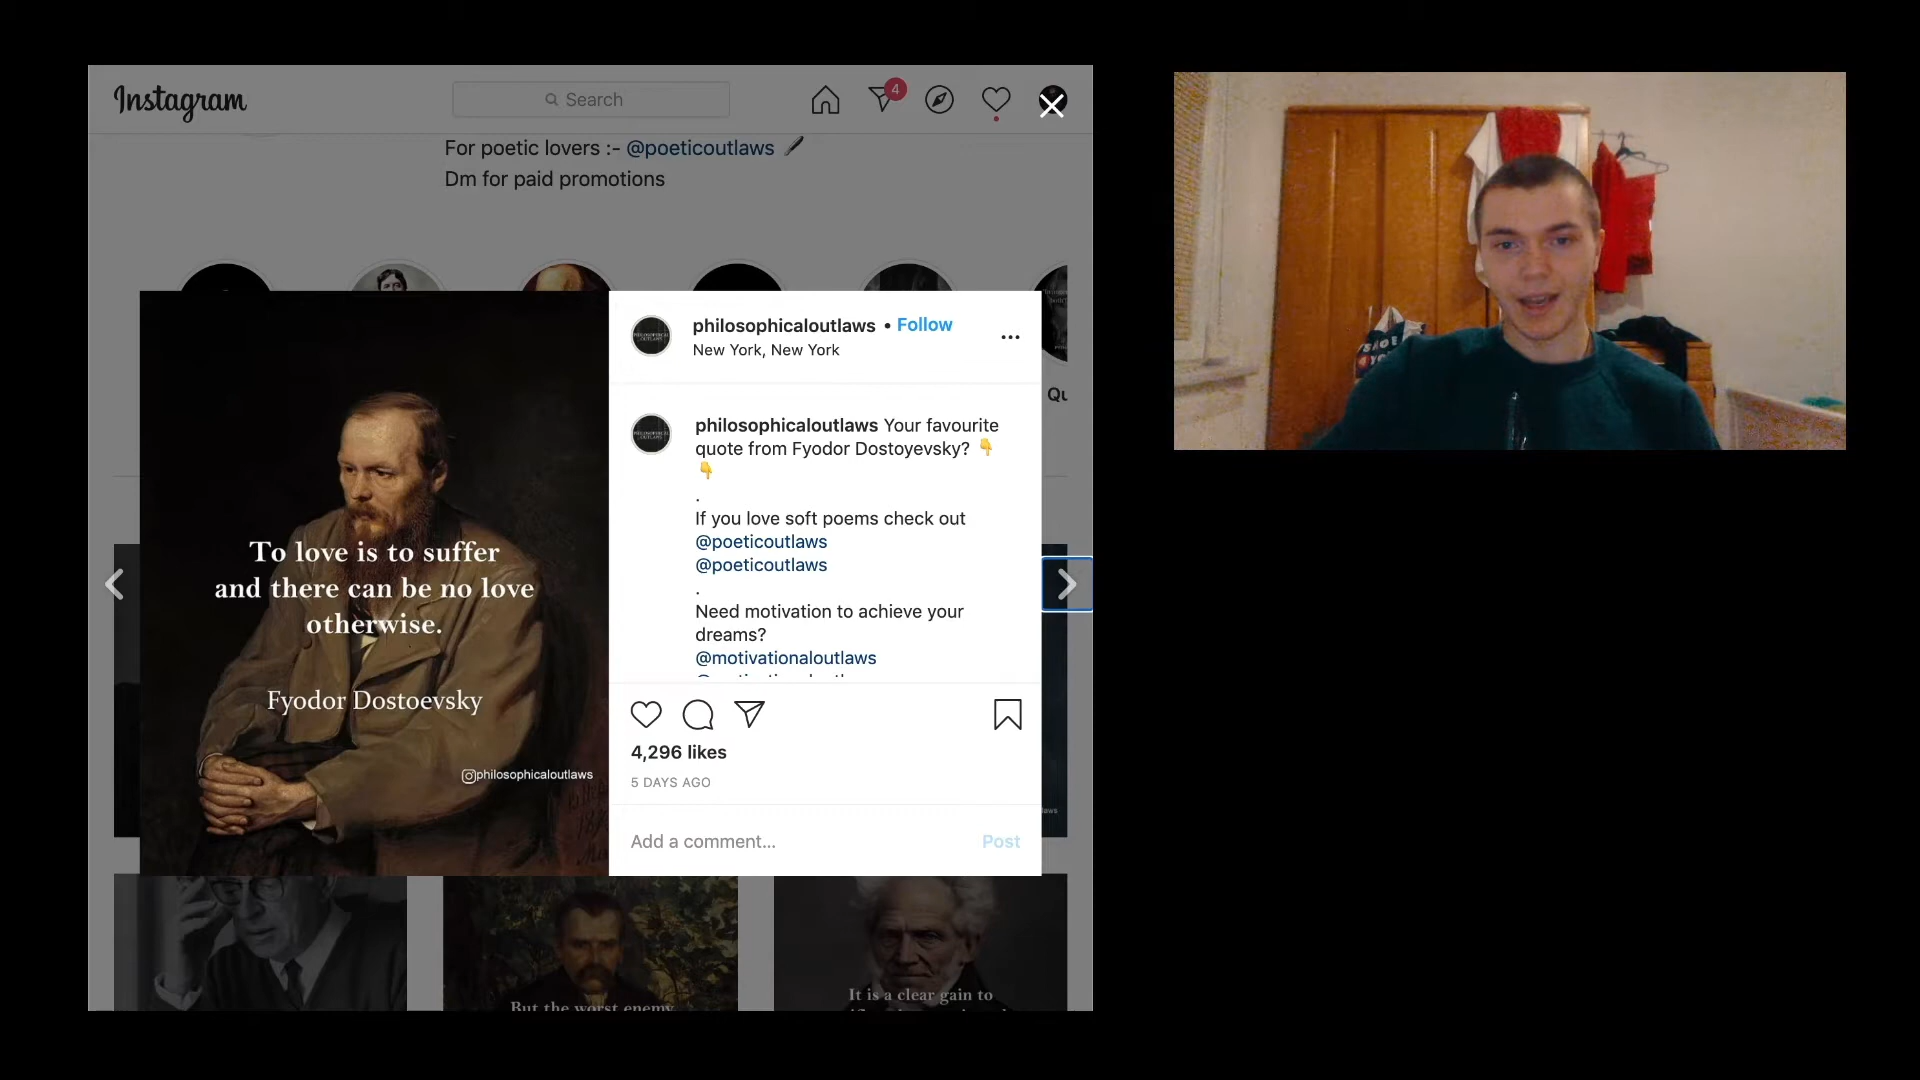 Instagram
Search
4
For poetic lovers :- @poeticoutlaws 🖋
Dm for paid promotions
philosophicaloutlaws • Follow
New York, New York
philosophicaloutlaws Your favourite
quote from Fyodor Dostoyevsky? 👇
👇
.
If you love soft poems check out
@poeticoutlaws
@poeticoutlaws
.
Need motivation to achieve your
dreams?
@motivationaloutlaws
To love is to suffer
and there can be no love
otherwise.
Fyodor Dostoevsky
philosophicaloutlaws
4,296 likes
5 DAYS AGO
Add a comment...
Post
But the worst enemy
It is a clear gain to